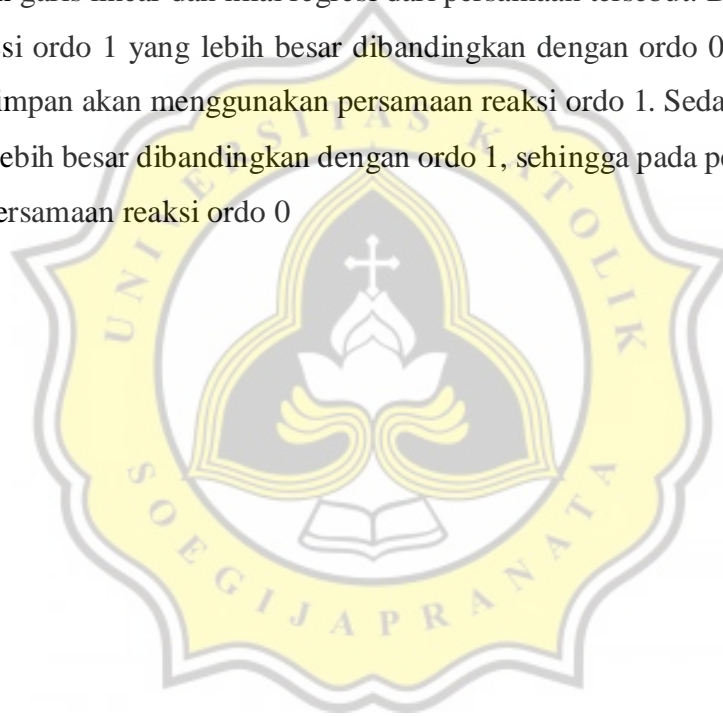 garis linear dan nilai regresi dari persamaan tersebut.
si ordo 1 yang lebih besar dibandingkan dengan ordo 0
impan akan menggunakan persamaan reaksi ordo 1. Seda
ebih besar dibandingkan dengan ordo 1, sehingga pada p
ersamaan reaksi ordo 0
UNIVERSITAS KATOLIK
SOEGIJAPRANATA